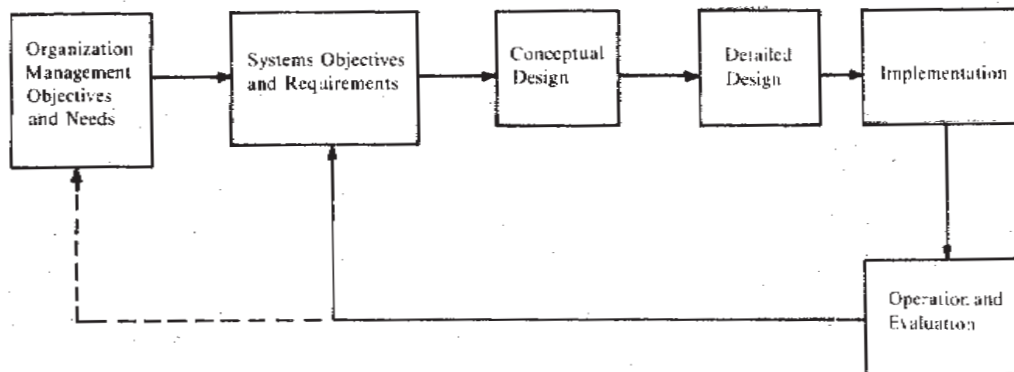 Organization
Management
Objectives
and Needs
Systems Objectives
and Requirements
Conceptual
Design
Detailed
Design
Implementation
Operation and
Evaluation